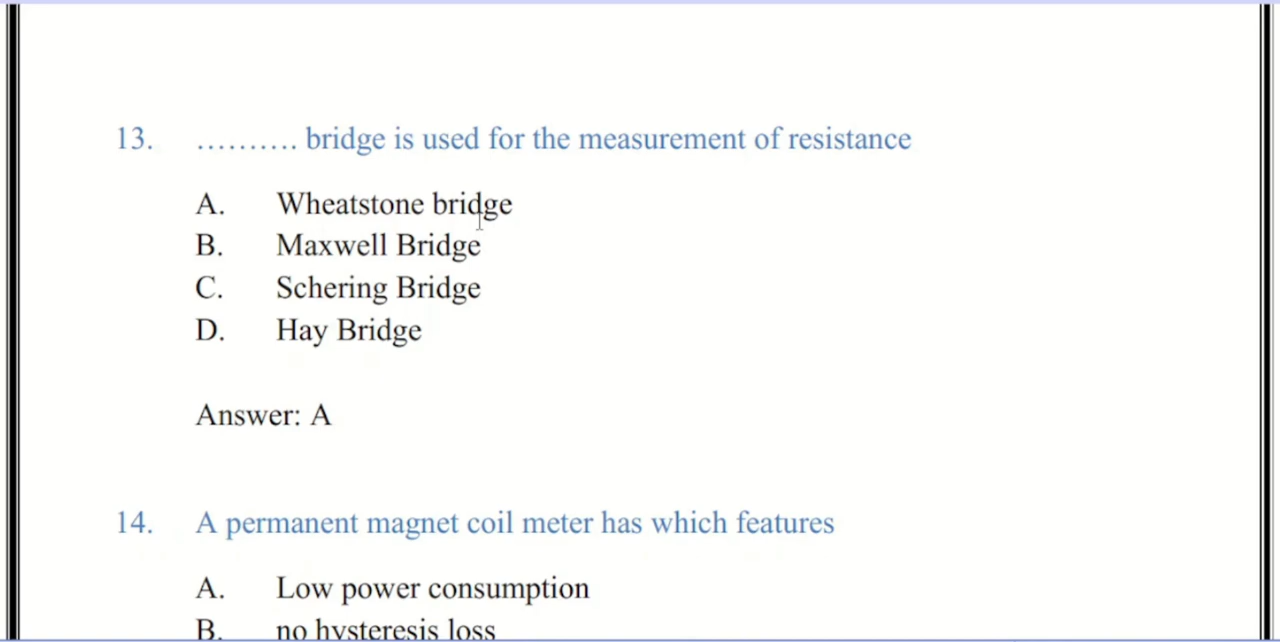 13. .......... bridge is used for the measurement of resistance
A. Wheatstone bridge
B. Maxwell Bridge
C. Schering Bridge
D. Hay Bridge
Answer: A
14. A permanent magnet coil meter has which features
A. Low power consumption
B. no hysteresis loss